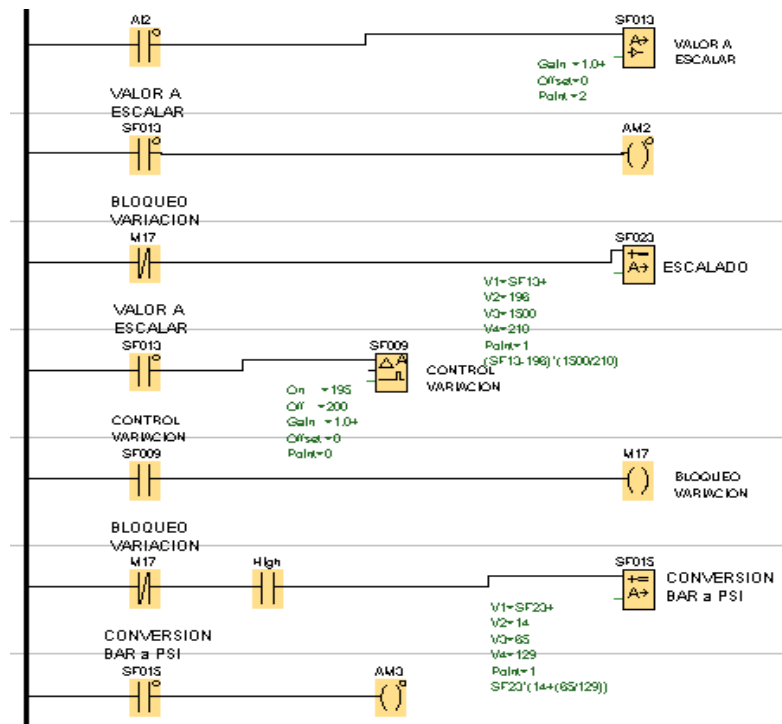 AI2
SF013
VALOR A
ESCALAR
Gain =1.0+
Offset=0
Point=2
VALOR A
ESCALAR
SF013
AM2
BLOQUEO
VARIACION
M17
SF023
ESCALADO
V1=SF13+
V2=196
V3=1500
V4=210
Point=1
(SF13-196)*(1500/210)
VALOR A
ESCALAR
SF013
SF009
CONTROL
VARIACION
On =195
Off =200
Gain =1.0+
Offset=0
Point=0
CONTROL
VARIACION
SF009
M17
BLOQUEO
VARIACION
BLOQUEO
VARIACION
M17
High
SF015
CONVERSION
BAR a PSI
V1=SF23+
V2=14
V3=65
V4=129
Point=1
SF23*(14+(65/129))
CONVERSION
BAR a PSI
SF015
AM3